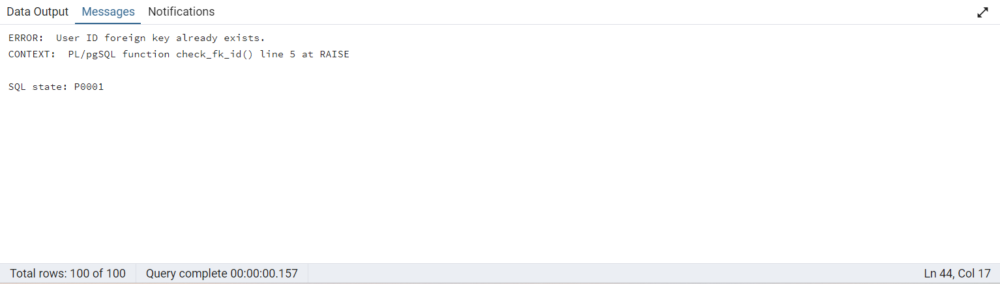 Data Output Messages Notifications
ERROR:  User ID foreign key already exists.
CONTEXT:  PL/pgSQL function check_fk_id() line 5 at RAISE
SQL state: P0001
Total rows: 100 of 100 Query complete 00:00:00.157 Ln 44, Col 17